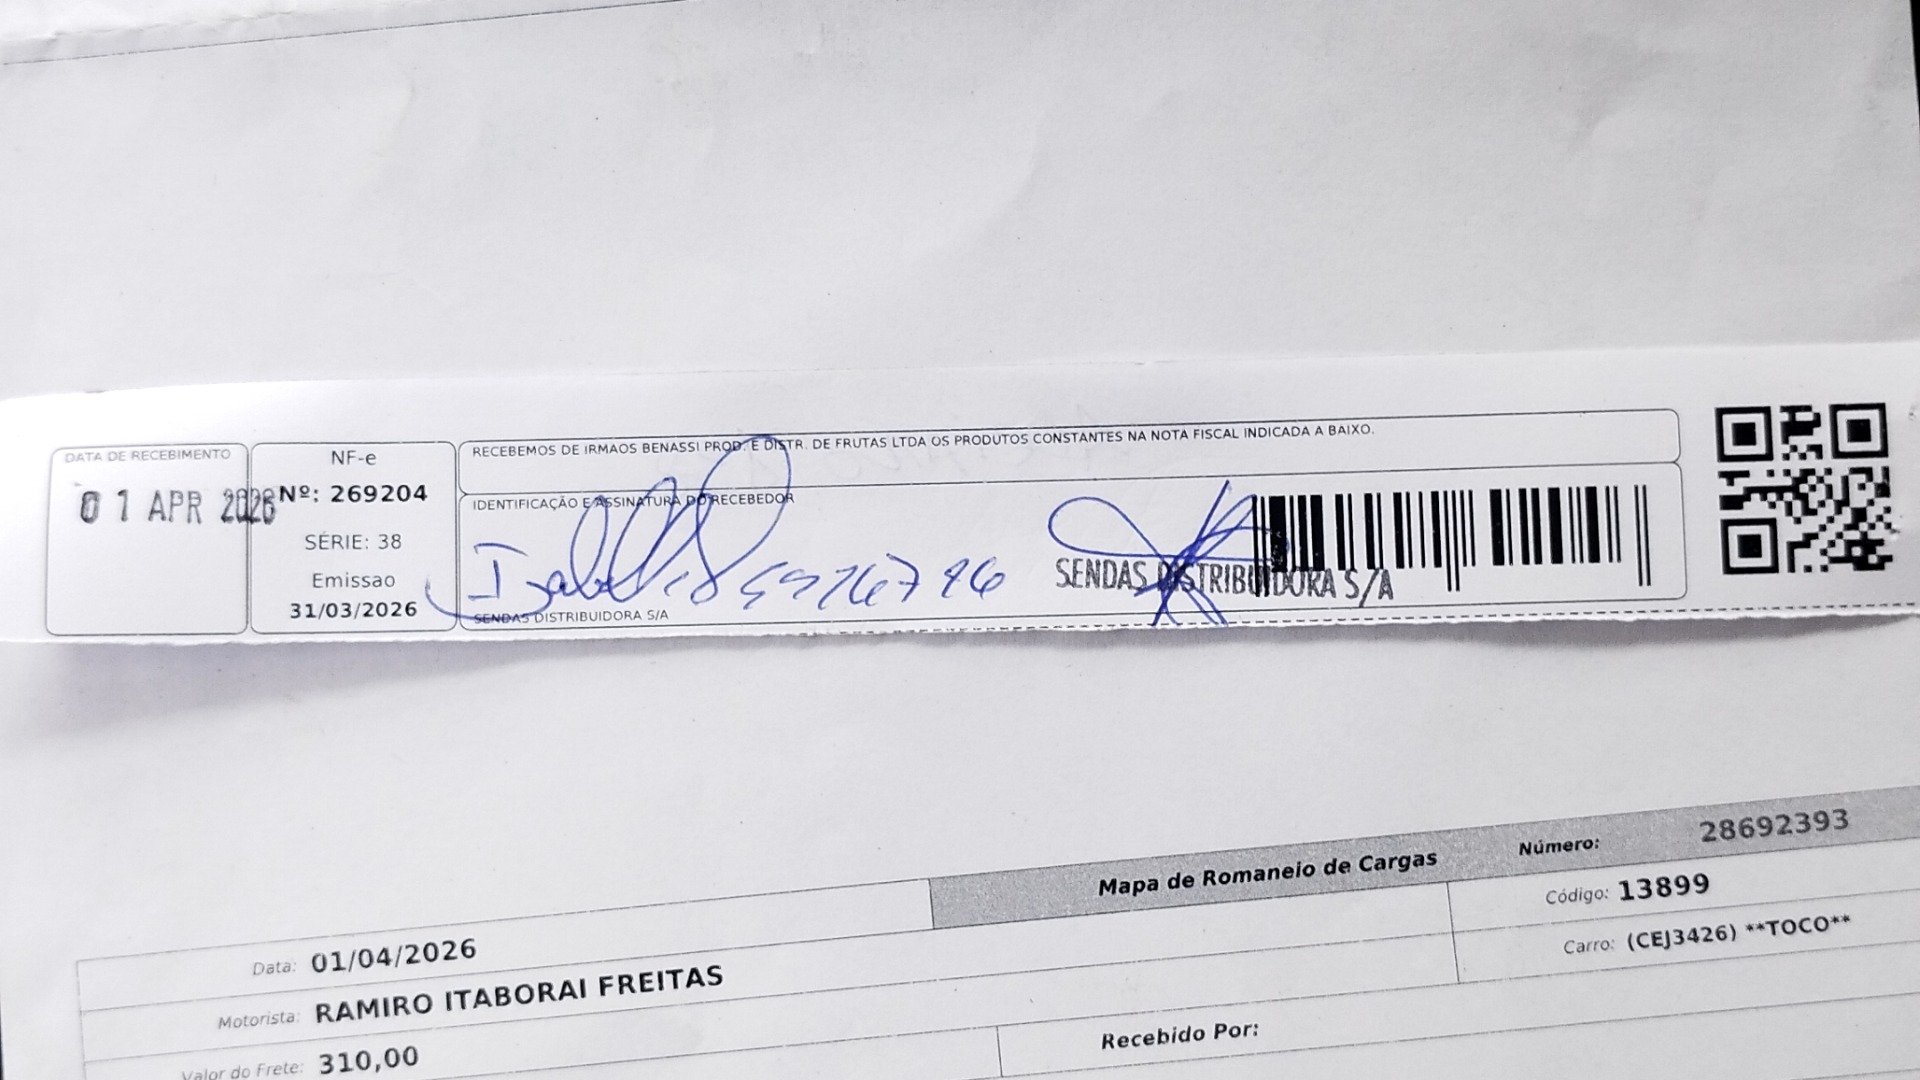 RECEBEMOS DE IRMAOS BENASSI PROD. E DISTR. DE FRUTAS LTDA OS PRODUTOS CONSTANTES NA NOTA FISCAL INDICADA A BAIXO.
DATA DE RECEBIMENTO
01 APR 2026
NF-e
Nº: 269204
SÉRIE: 38
Emissao
31/03/2026
IDENTIFICAÇÃO E ASSINATURA DO RECEBEDOR
SENDAS DISTRIBUIDORA S/A
SENDAS DISTRIBUIDORA S/A
Mapa de Romaneio de Cargas Número: 28692393
Data: 01/04/2026 Código: 13899
Motorista: RAMIRO ITABORAI FREITAS Carro: (CEJ3426) **TOCO**
Valor do Frete: 310,00 Recebido Por: